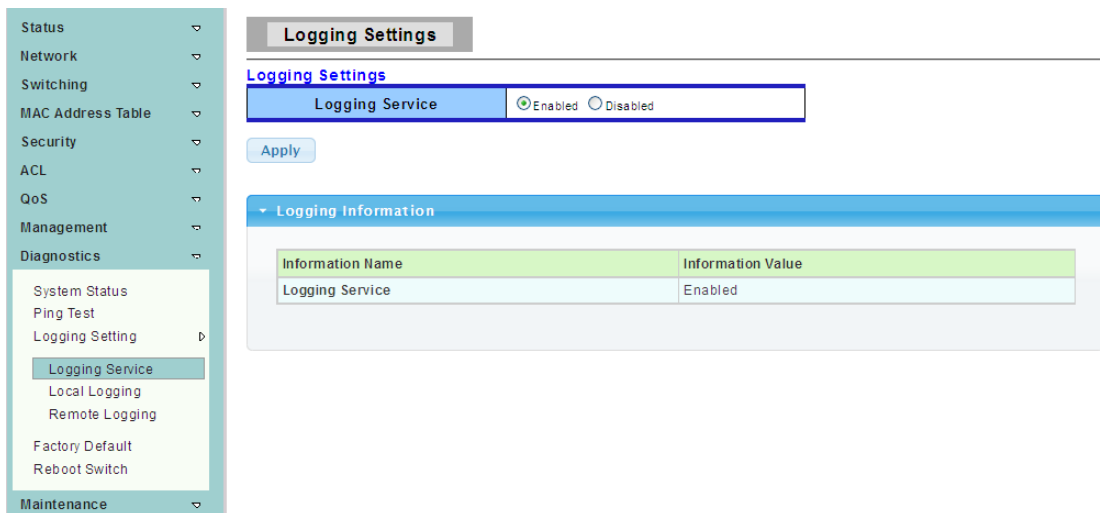 Status
Network
Switching
MAC Address Table
Security
ACL
QoS
Management
Diagnostics
System Status
Ping Test
Logging Setting
Logging Service
Local Logging
Remote Logging
Factory Default
Reboot Switch
Maintenance
Logging Settings
Logging Settings
Logging Service Enabled Disabled
Apply
Logging Information
Information Name Information Value
Logging Service Enabled